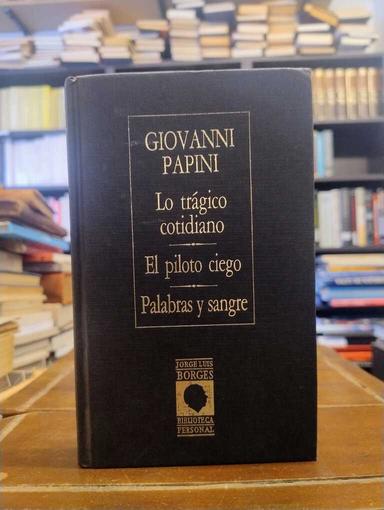 GIOVANNI
PAPINI
Lo trágico
cotidiano
El piloto ciego
Palabras y sangre
JORGE LUIS
BORGES
BIBLIOTECA
PERSONAL